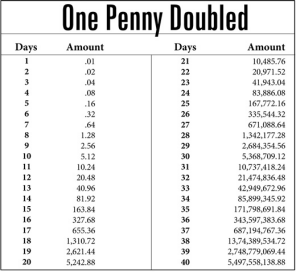 One Penny Doubled
Days Amount Days Amount
1 .01 21 10,485.76
2 .02 22 20,971.52
3 .04 23 41,943.04
4 .08 24 83,886.08
5 .16 25 167,772.16
6 .32 26 335,544.32
7 .64 27 671,088.64
8 1.28 28 1,342,177.28
9 2.56 29 2,684,354.56
10 5.12 30 5,368,709.12
11 10.24 31 10,737,418.24
12 20.48 32 21,474,836.48
13 40.96 33 42,949,672.96
14 81.92 34 85,899,345.92
15 163.84 35 171,798,691.84
16 327.68 36 343,597,383.68
17 655.36 37 687,194,767.36
18 1,310.72 38 13,74,389,534.72
19 2,621.44 39 2,748,779,069.44
20 5,242.88 40 5,497,558,138.88